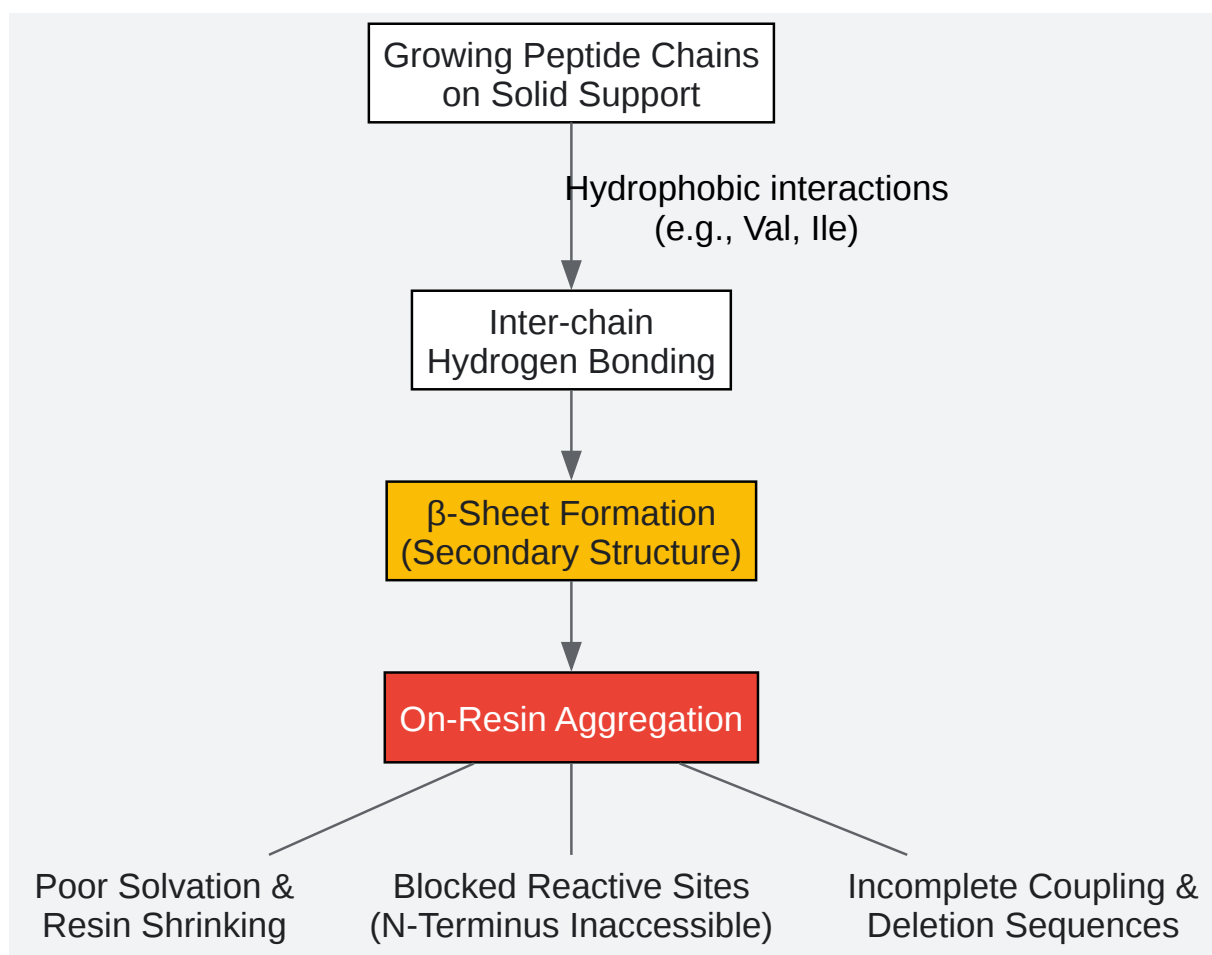 Growing Peptide Chains
on Solid Support
Hydrophobic interactions
(e.g., Val, Ile)
Inter-chain
Hydrogen Bonding
β-Sheet Formation
(Secondary Structure)
On-Resin Aggregation
Poor Solvation &
Resin Shrinking
Blocked Reactive Sites
(N-Terminus Inaccessible)
Incomplete Coupling &
Deletion Sequences